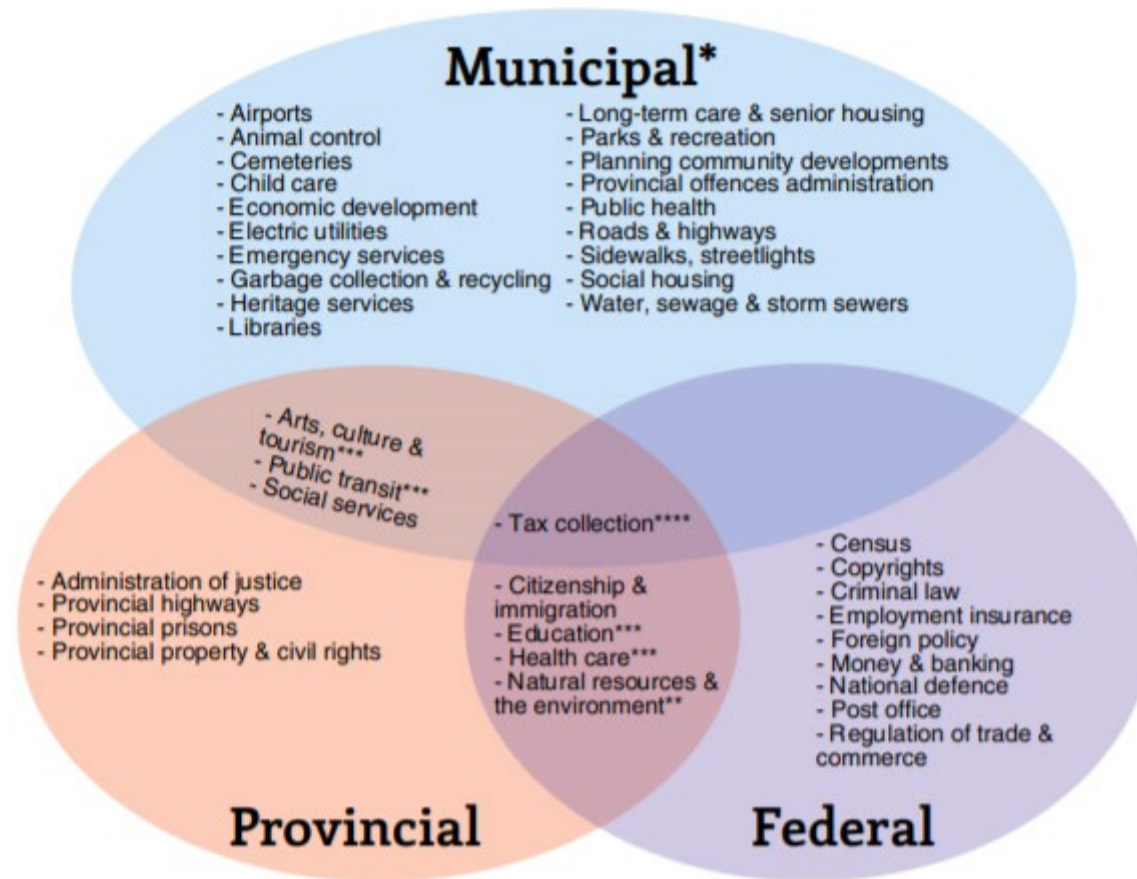 Municipal*
- Airports
- Animal control
- Cemeteries
- Child care
- Economic development
- Electric utilities
- Emergency services
- Garbage collection & recycling
- Heritage services
- Libraries
- Long-term care & senior housing
- Parks & recreation
- Planning community developments
- Provincial offences administration
- Public health
- Roads & highways
- Sidewalks, streetlights
- Social housing
- Water, sewage & storm sewers
- Arts, culture &
tourism***
- Public transit***
- Social services
- Tax collection****
- Administration of justice
- Provincial highways
- Provincial prisons
- Provincial property & civil rights
- Citizenship &
immigration
- Education***
- Health care***
- Natural resources &
the environment**
- Census
- Copyrights
- Criminal law
- Employment insurance
- Foreign policy
- Money & banking
- National defence
- Post office
- Regulation of trade &
commerce
Provincial
Federal